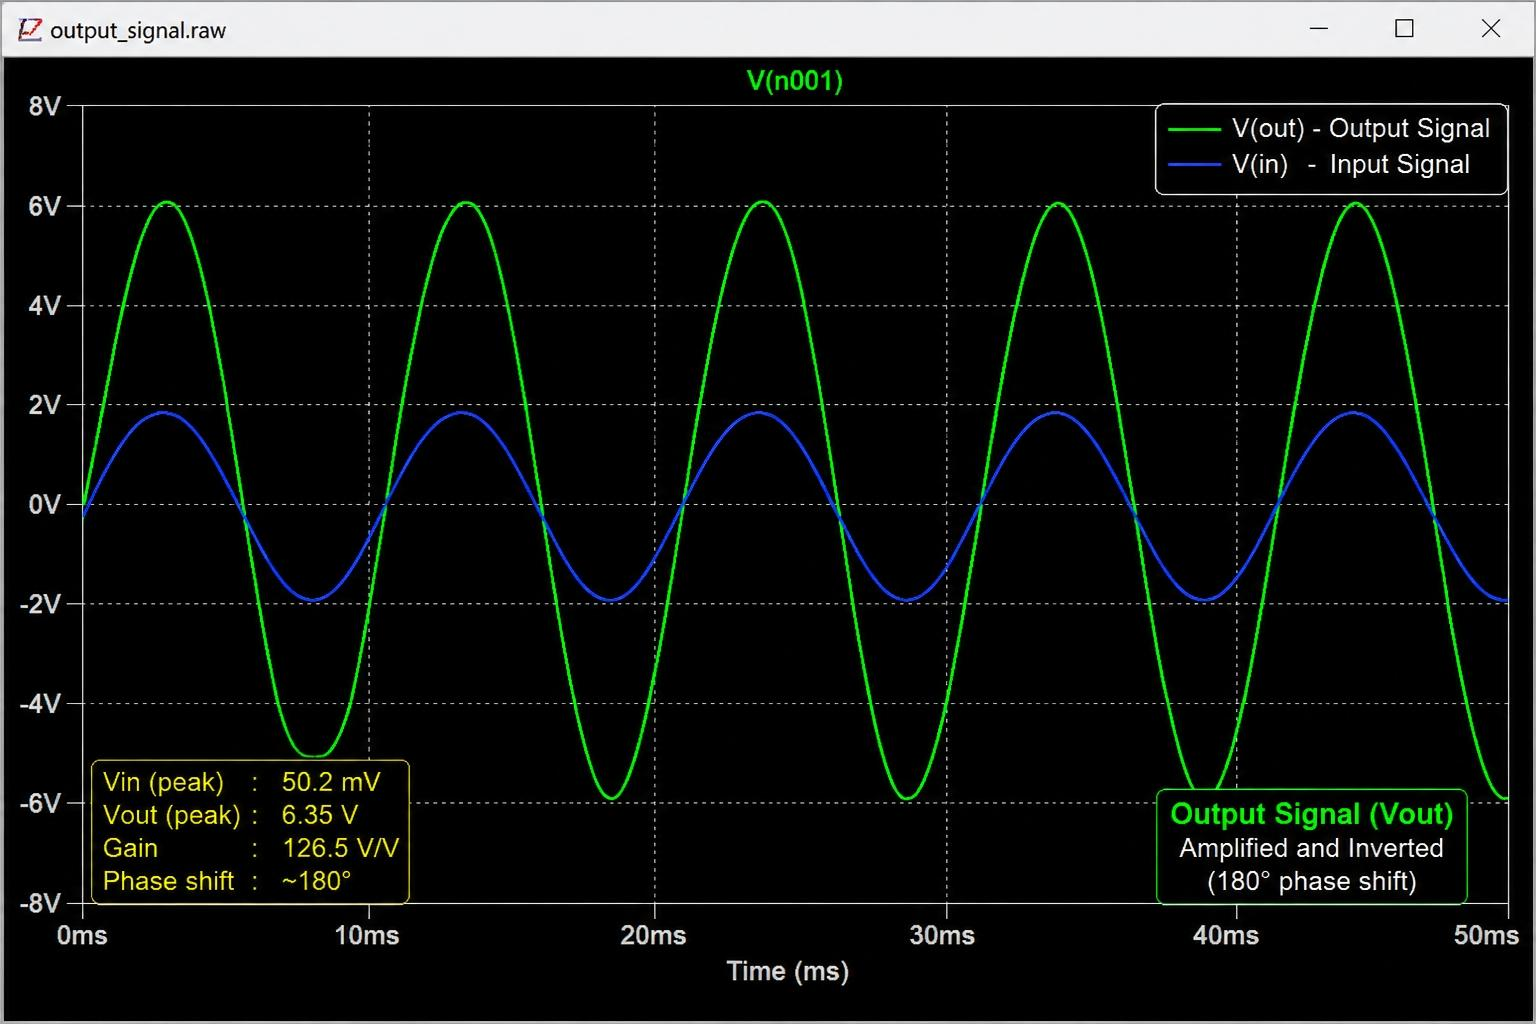 output_signal.raw
V(n001)
V(out) - Output Signal
V(in) - Input Signal
8V
6V
4V
2V
0V
-2V
-4V
-6V
-8V
Vin (peak) : 50.2 mV
Vout (peak) : 6.35 V
Gain : 126.5 V/V
Phase shift : ~180°
Output Signal (Vout)
Amplified and Inverted
(180° phase shift)
0ms 10ms 20ms 30ms 40ms 50ms
Time (ms)